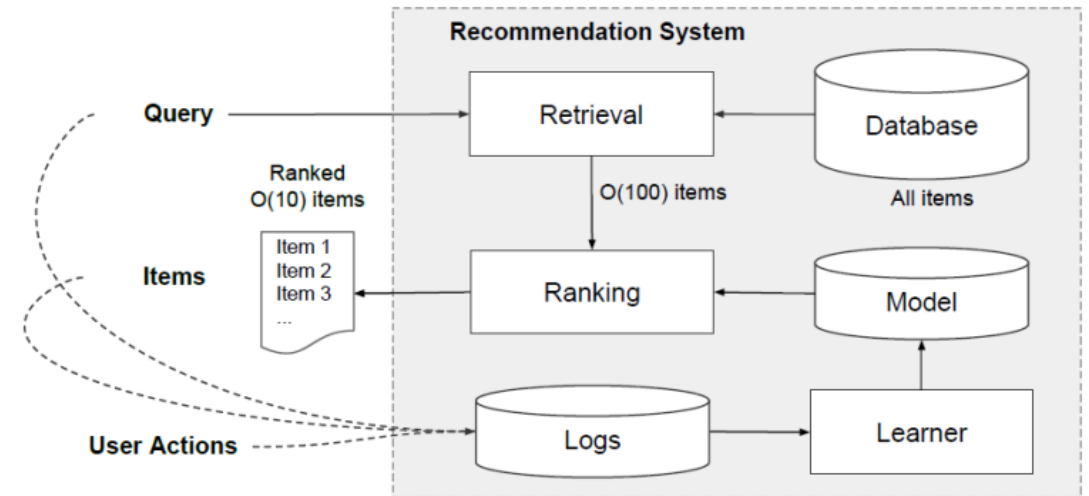 Recommendation System
Query
Retrieval
Database
Ranked
O(10) items
O(100) items
All items
Items
Item 1
Item 2
Item 3
...
Ranking
Model
User Actions
Logs
Learner